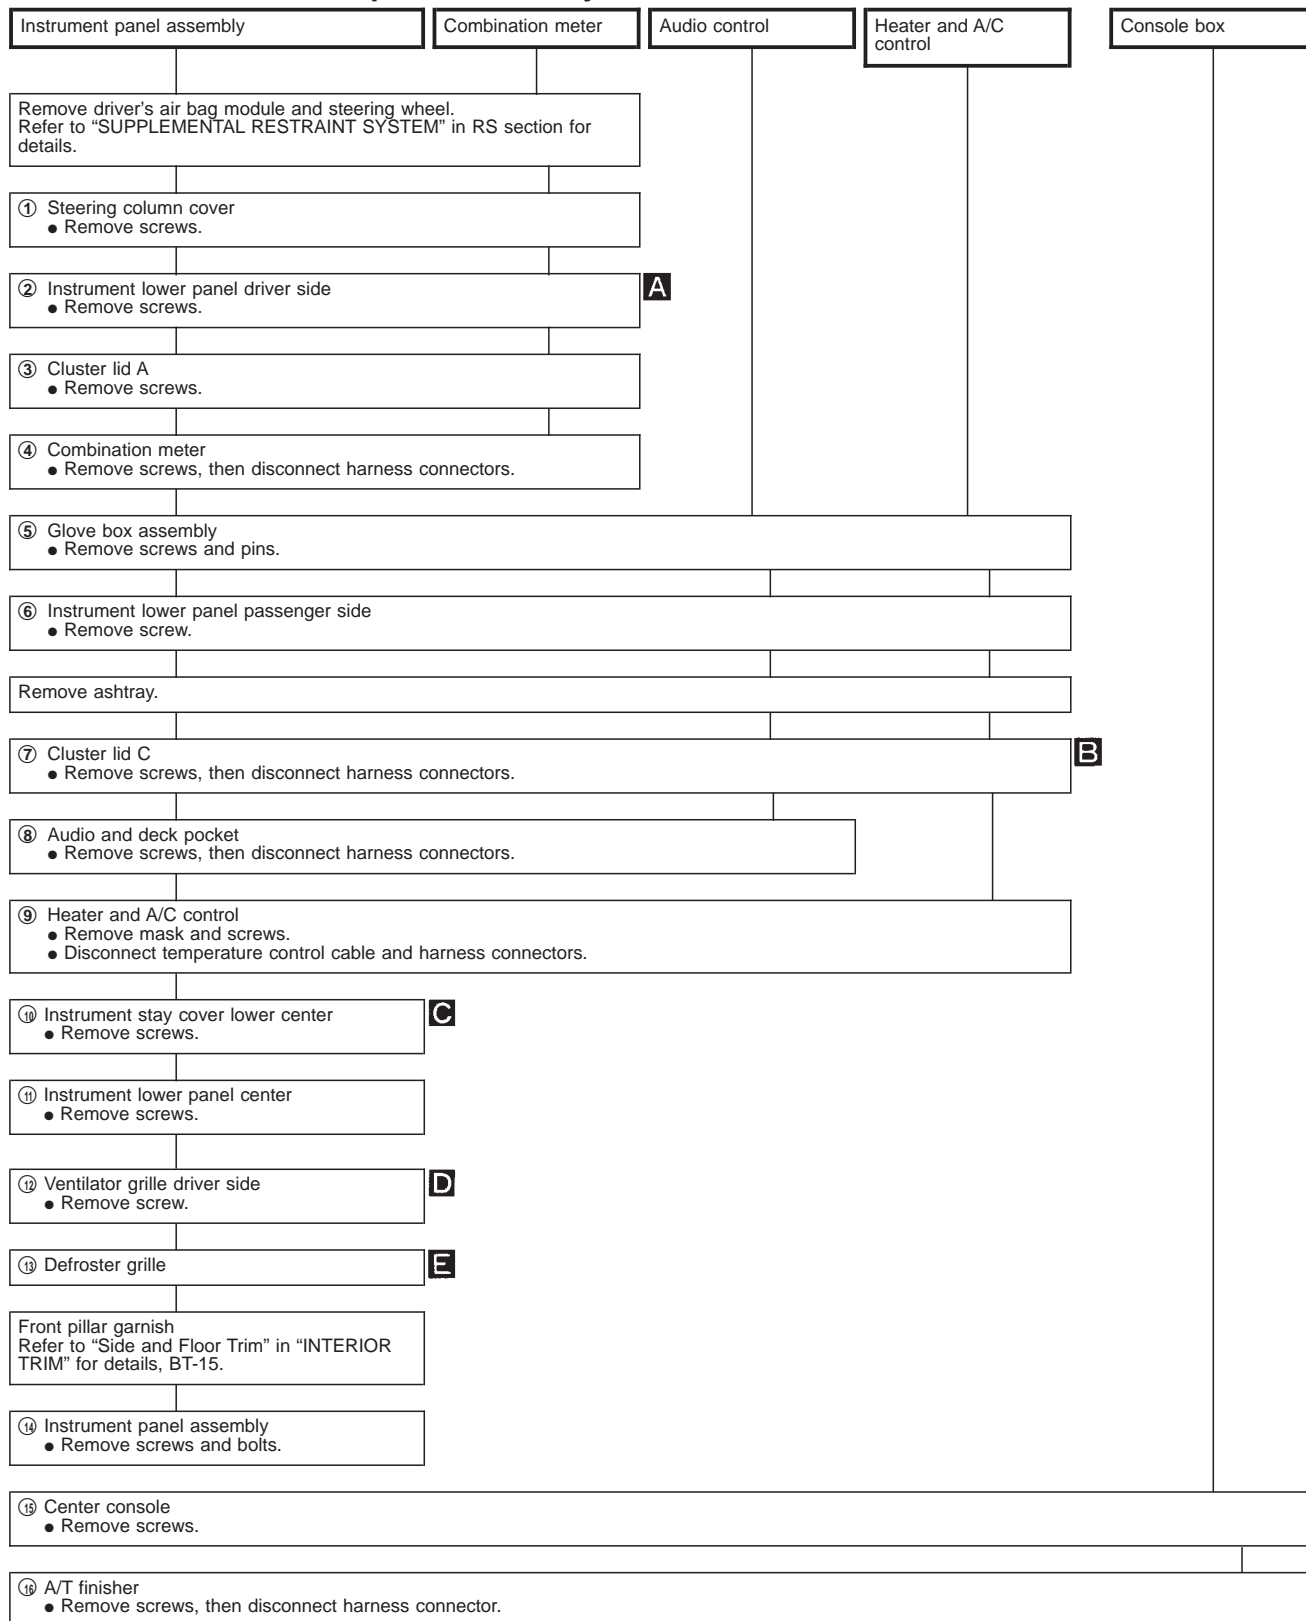 Instrument panel assembly
Combination meter
Audio control
Heater and A/C
control
Console box
Remove driver's air bag module and steering wheel.
Refer to “SUPPLEMENTAL RESTRAINT SYSTEM” in RS section for
details.
① Steering column cover
● Remove screws.
② Instrument lower panel driver side
● Remove screws.
A
③ Cluster lid A
● Remove screws.
④ Combination meter
● Remove screws, then disconnect harness connectors.
⑤ Glove box assembly
● Remove screws and pins.
⑥ Instrument lower panel passenger side
● Remove screw.
Remove ashtray.
⑦ Cluster lid C
● Remove screws, then disconnect harness connectors.
B
⑧ Audio and deck pocket
● Remove screws, then disconnect harness connectors.
⑨ Heater and A/C control
● Remove mask and screws.
● Disconnect temperature control cable and harness connectors.
⑩ Instrument stay cover lower center
● Remove screws.
C
⑪ Instrument lower panel center
● Remove screws.
⑫ Ventilator grille driver side
● Remove screw.
D
⑬ Defroster grille
E
Front pillar garnish
Refer to “Side and Floor Trim” in “INTERIOR
TRIM” for details, BT-15.
⑭ Instrument panel assembly
● Remove screws and bolts.
⑮ Center console
● Remove screws.
⑯ A/T finisher
● Remove screws, then disconnect harness connector.